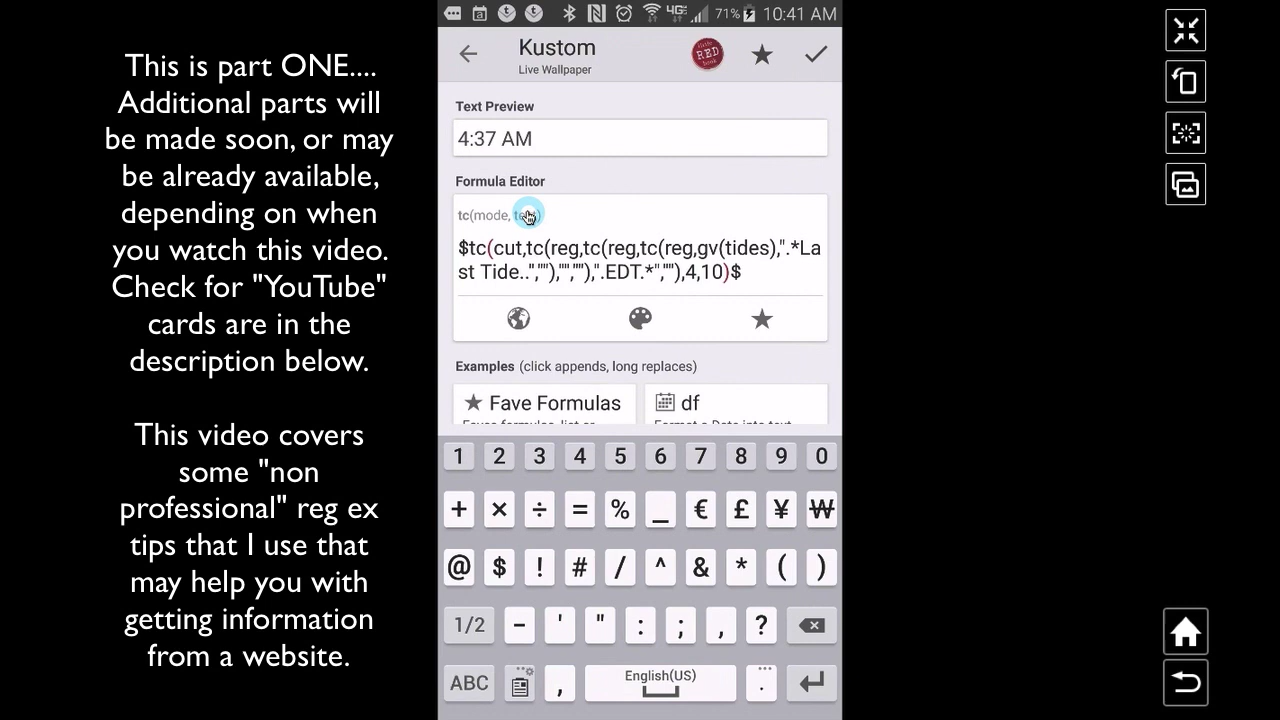 This is part ONE....
Additional parts will
be made soon, or may
be already available,
depending on when
you watch this video.
Check for "YouTube"
cards are in the
description below.
This video covers
some "non
professional" reg ex
tips that I use that
may help you with
getting information
from a website.
4G 71% 10:41 AM
Kustom
Live Wallpaper
RED
Text Preview
4:37 AM
Formula Editor
tc(mode, text)
$tc(cut,tc(reg,tc(reg,tc(reg,gv(tides),".*La
st Tide..",""),"",""),".EDT.*",""),4,10)$
Examples (click appends, long replaces)
Fave Formulas
df
1 2 3 4 5 6 7 8 9 0
+ × ÷ = % _ € £ ¥ ₩
@ $ ! # / ^ & * ( )
1/2 - ' " : ; , ?
ABC , English(US) .